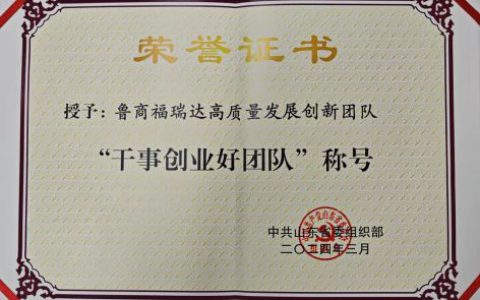 荣誉证书
授予：鲁商福瑞达高质量发展创新团队
“干事创业好团队”称号
中共山东省委组织部
二〇二四年三月